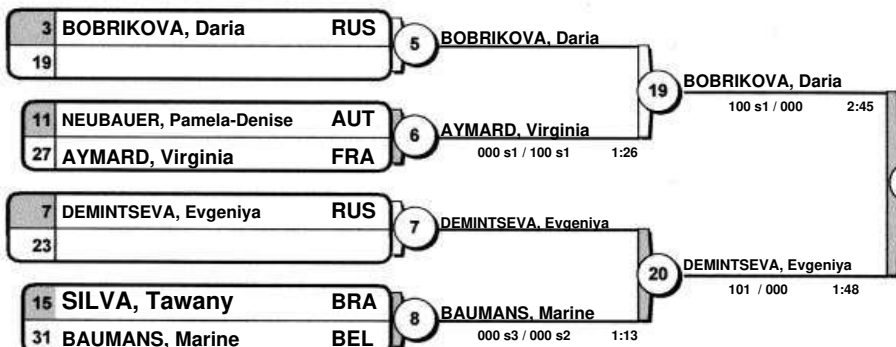 3 BOBRIKOVA, Daria RUS
19
5
BOBRIKOVA, Daria
11 NEUBAUER, Pamela-Denise AUT
27 AYMARD, Virginia FRA
6
AYMARD, Virginia
000 s1 / 100 s1 1:26
19
BOBRIKOVA, Daria
100 s1 / 000 2:45
7 DEMINTSEVA, Evgeniya RUS
23
7
DEMINTSEVA, Evgeniya
15 SILVA, Tawany BRA
31 BAUMANS, Marine BEL
8
BAUMANS, Marine
000 s3 / 000 s2 1:13
20
DEMINTSEVA, Evgeniya
101 / 000 1:48